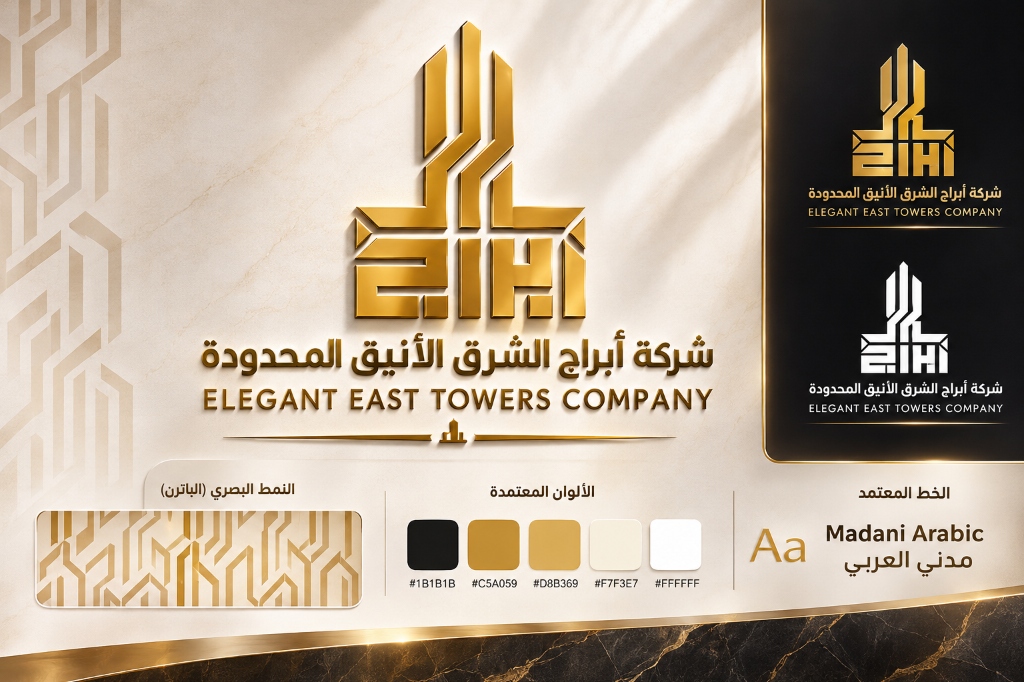 شركة أبراج الشرق الأنيق المحدودة
ELEGANT EAST TOWERS COMPANY
شركة أبراج الشرق الأنيق المحدودة
ELEGANT EAST TOWERS COMPANY
شركة أبراج الشرق الأنيق المحدودة
ELEGANT EAST TOWERS COMPANY
الخط المعتمد
Aa
Madani Arabic
مدني العربي
الألوان المعتمدة
#1B1B1B #C5A059 #D8B369 #F7F3E7 #FFFFFF
النمط البصري (الباترن)